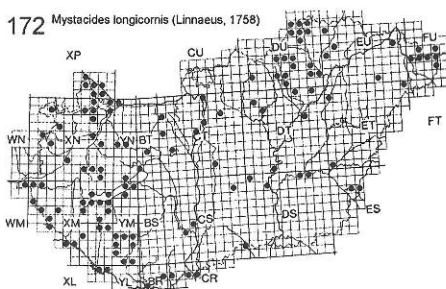 172 Mystacides longicornis (Linnaeus, 1758)
XP CU DU EU FU
WN XN YN BT DT ET FT
WM XM YM BS CS DS ES
XL YL BR CR